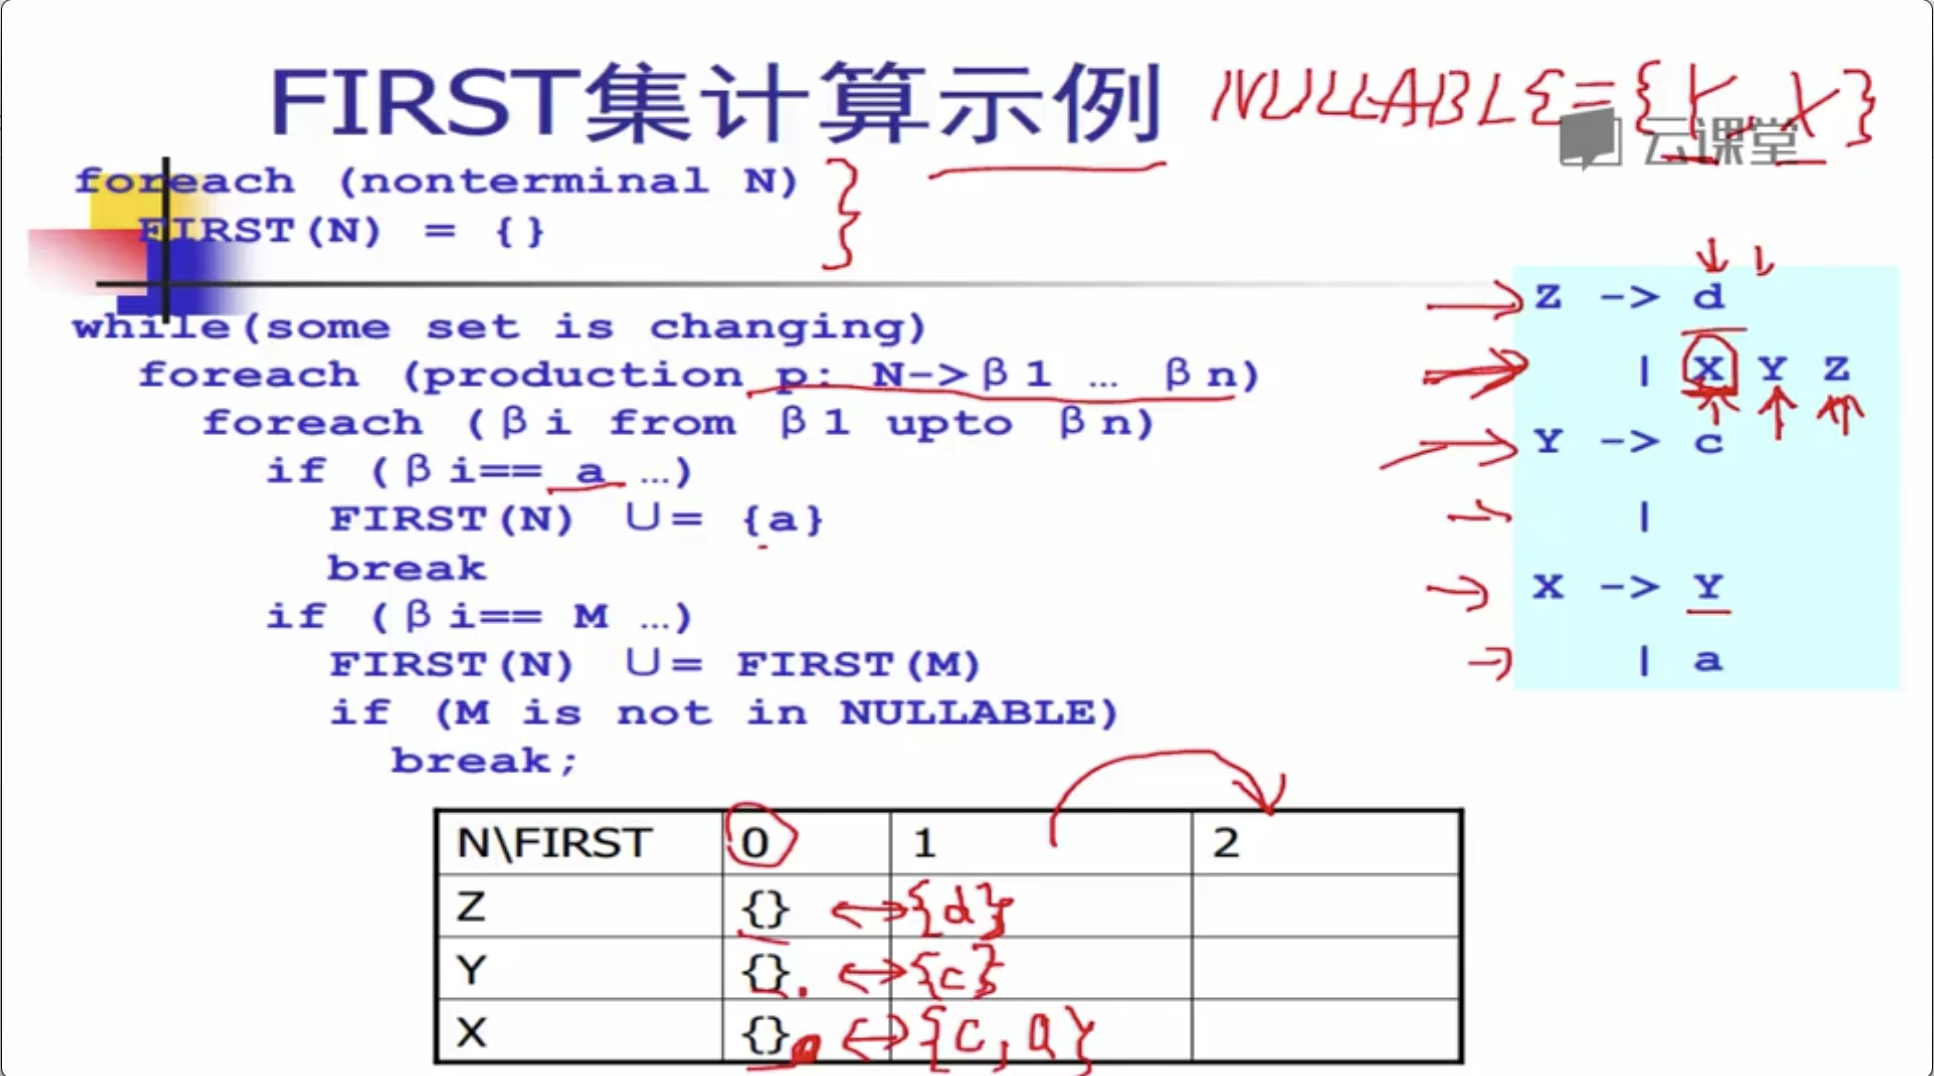 FIRST集计算示例
NULLABLE={Y, X}
云课堂
foreach (nonterminal N)
FIRST(N) = {}
while(some set is changing)
foreach (production p: N->β1 … βn)
foreach (βi from β1 upto βn)
if (βi== a …)
FIRST(N) ∪= {a}
break
if (βi== M …)
FIRST(N) ∪= FIRST(M)
if (M is not in NULLABLE)
break;
Z -> d
| X Y Z
Y -> c
|
X -> Y
| a
N\FIRST 0 1 2
Z {} {d}
Y {} {c}
X {} {c, a}